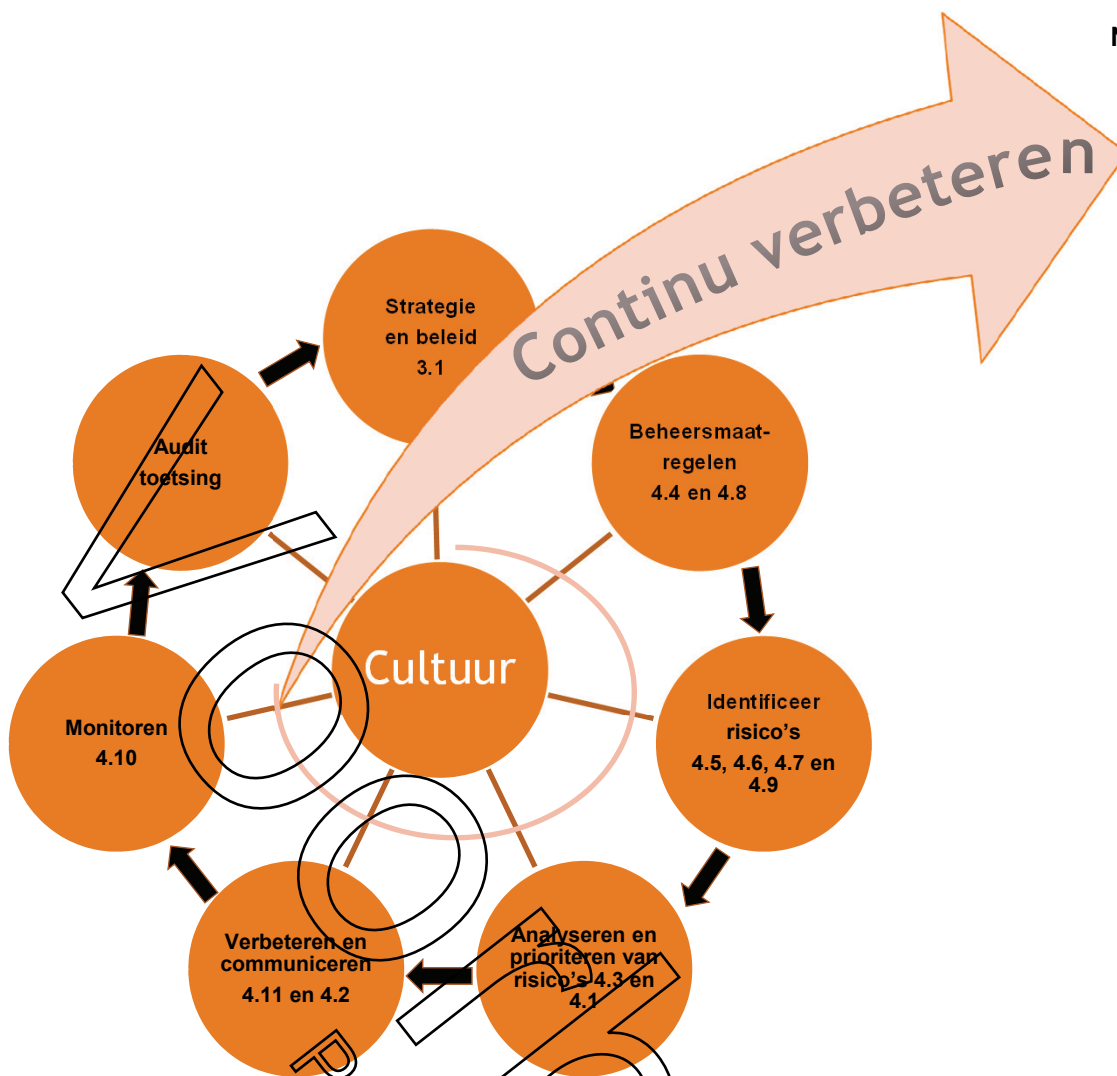 Continu verbeteren
Strategie
en beleid
3.1
Beheersmaat-
regelen
4.4 en 4.8
Identificeer
risico's
4.5, 4.6, 4.7 en
4.9
Analyseren en
prioriteren van
risico's 4.3 en
4.1
Verbeteren en
communiceren
4.11 en 4.2
Monitoren
4.10
Audit
toetsing
Cultuur